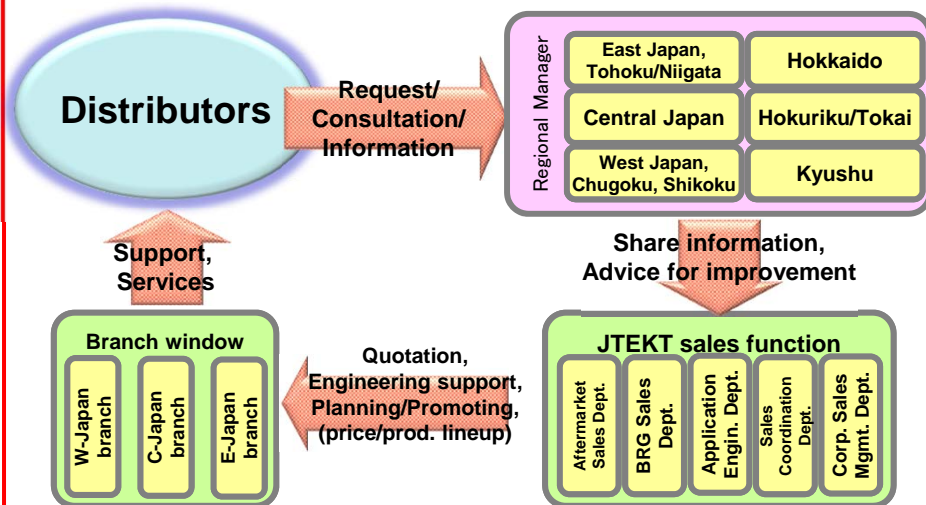 Distributors
Request/
Consultation/
Information
Regional Manager
East Japan,
Tohoku/Niigata
Hokkaido
Central Japan
Hokuriku/Tokai
West Japan,
Chugoku, Shikoku
Kyushu
Share information,
Advice for improvement
Support,
Services
Branch window
W-Japan
branch
C-Japan
branch
E-Japan
branch
Quotation,
Engineering support,
Planning/Promoting,
(price/prod. lineup)
JTEKT sales function
Aftermarket
Sales Dept.
BRG Sales
Dept.
Application
Engin. Dept.
Sales
Coordination
Dept.
Corp. Sales
Mgmt. Dept.